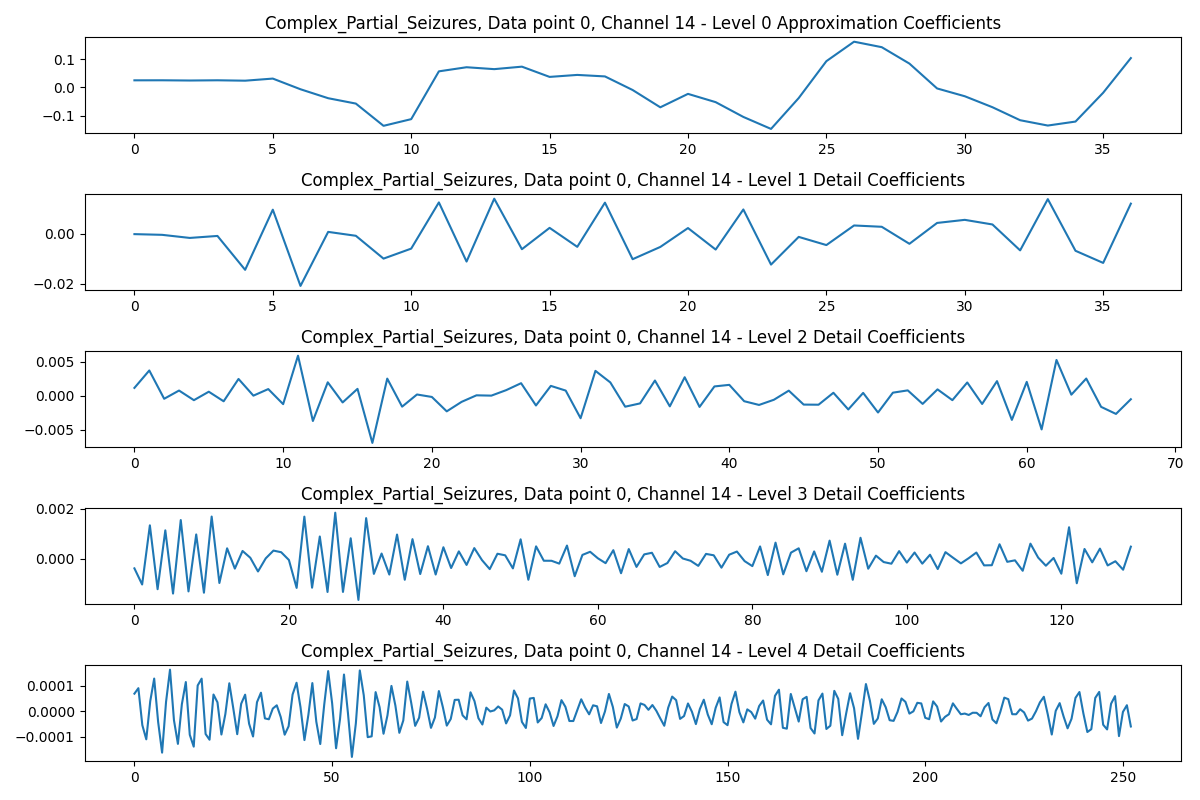 Complex_Partial_Seizures, Data point 0, Channel 14 - Level 0 Approximation Coefficients
0.1
0.0
−0.1
0 5 10 15 20 25 30 35
Complex_Partial_Seizures, Data point 0, Channel 14 - Level 1 Detail Coefficients
0.00
−0.02
0 5 10 15 20 25 30 35
Complex_Partial_Seizures, Data point 0, Channel 14 - Level 2 Detail Coefficients
0.005
0.000
−0.005
0 10 20 30 40 50 60 70
Complex_Partial_Seizures, Data point 0, Channel 14 - Level 3 Detail Coefficients
0.002
0.000
0 20 40 60 80 100 120
Complex_Partial_Seizures, Data point 0, Channel 14 - Level 4 Detail Coefficients
0.0001
0.0000
−0.0001
0 50 100 150 200 250